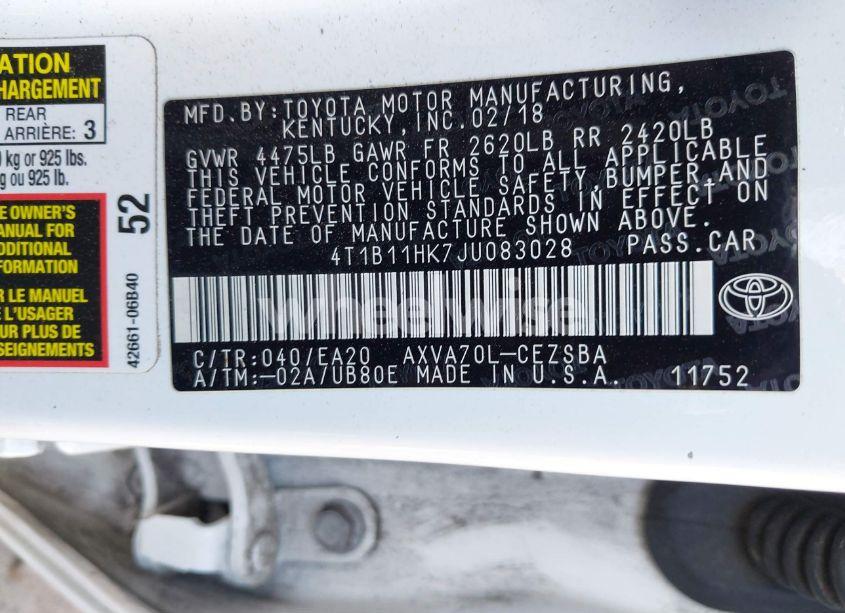 ATION
HARGEMENT
REAR
ARRIÈRE: 3
kg or 925 lbs.
g ou 925 lb.
E OWNER'S
ANUAL FOR
DDITIONAL
FORMATION
R LE MANUEL
E L'USAGER
UR PLUS DE
SEIGNEMENTS
52
42661-06B40
MFD.BY:TOYOTA MOTOR MANUFACTURING,
KENTUCKY,INC.02/18
GVWR 4475LB GAWR FR 2620LB RR 2420LB
THIS VEHICLE CONFORMS TO ALL APPLICABLE
FEDERAL MOTOR VEHICLE SAFETY,BUMPER,AND
THEFT PREVENTION STANDARDS IN EFFECT ON
THE DATE OF MANUFACTURE SHOWN ABOVE.
4T1B11HK7JU083028 PASS.CAR
wheelwise
C/TR:040/EA20 AXVA70L-CEZSBA
A/TM:-02A/UB80E MADE IN U.S.A. 11752
TOYOTA